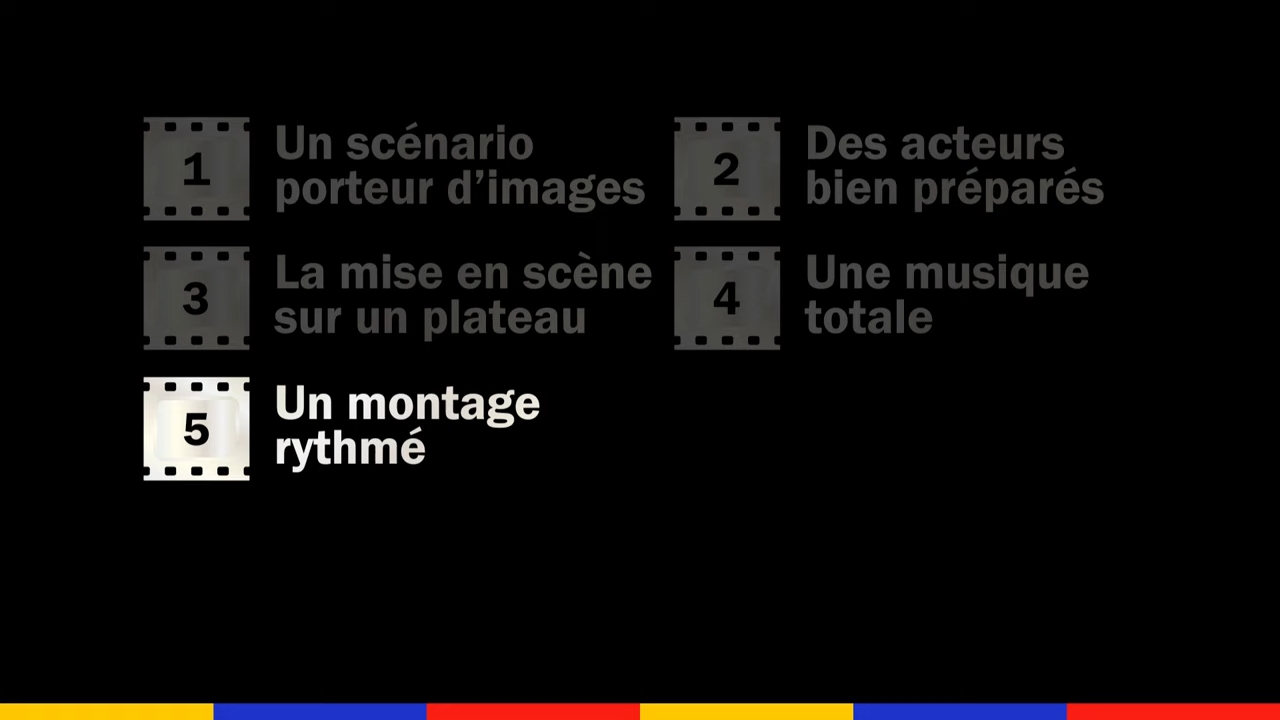 1
Un scénario
porteur d’images
2
Des acteurs
bien préparés
3
La mise en scène
sur un plateau
4
Une musique
totale
5
Un montage
rythmé